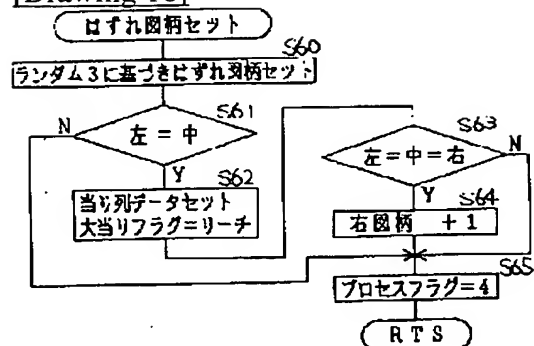 [Drawing 18]
はずれ図柄セット
S60
ランダム3に基づきはずれ図柄セット
S61
左 = 中
N
Y
S62
当り列データセット
大当りフラグ=リーチ
S63
左=中=右
N
Y
S64
右図柄 +1
S65
プロセスフラグ=4
RTS